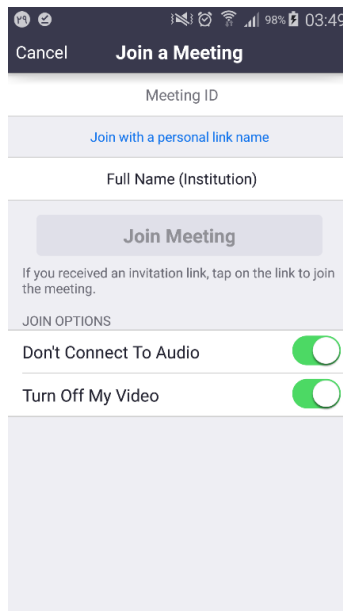 ۲۹ 98% 03:49
Cancel Join a Meeting
Meeting ID
Join with a personal link name
Full Name (Institution)
Join Meeting
If you received an invitation link, tap on the link to join
the meeting.
JOIN OPTIONS
Don't Connect To Audio
Turn Off My Video